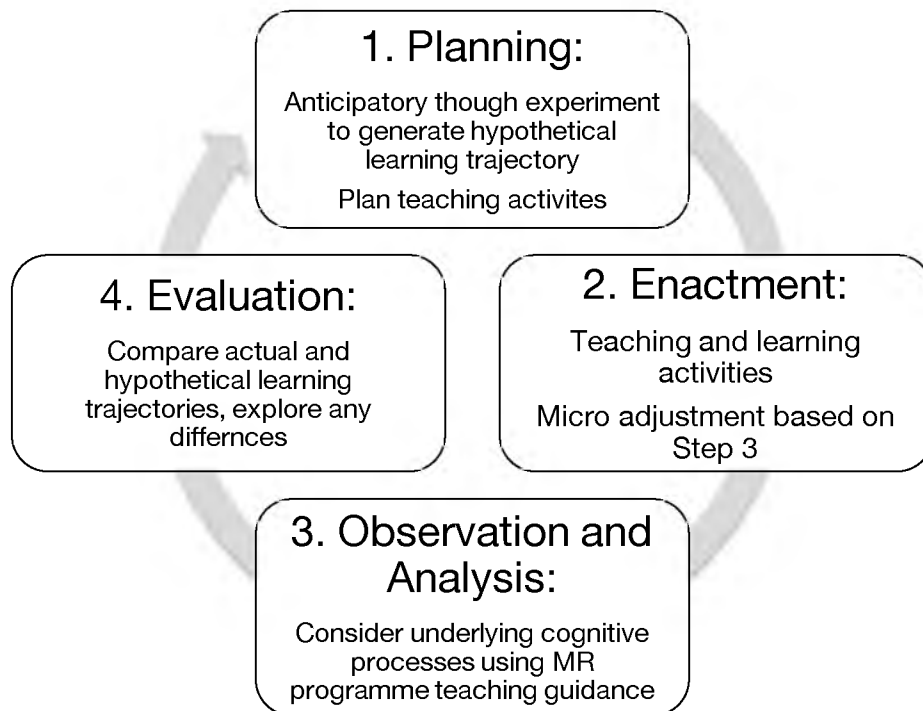 1. Planning:
Anticipatory though experiment
to generate hypothetical
learning trajectory
Plan teaching activites
2. Enactment:
Teaching and learning
activities
Micro adjustment based on
Step 3
3. Observation and
Analysis:
Consider underlying cognitive
processes using MR
programme teaching guidance
4. Evaluation:
Compare actual and
hypothetical learning
trajectories, explore any
differnces